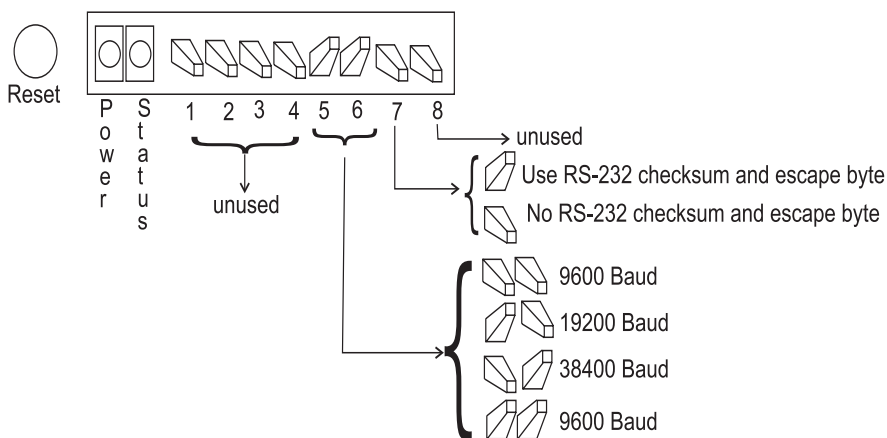 Reset
Power
Status
1 2 3 4 5 6 7 8
unused
unused
Use RS-232 checksum and escape byte
No RS-232 checksum and escape byte
9600 Baud
19200 Baud
38400 Baud
9600 Baud